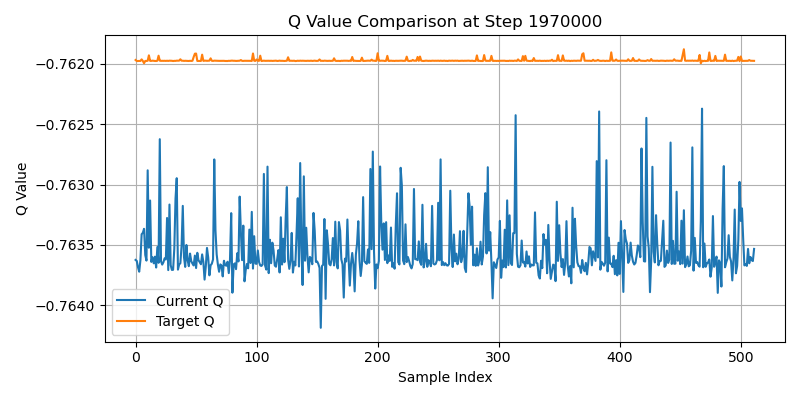 Q Value Comparison at Step 1970000
−0.7620
−0.7625
−0.7630
−0.7635
−0.7640
Q Value
Current Q
Target Q
0 100 200 300 400 500
Sample Index